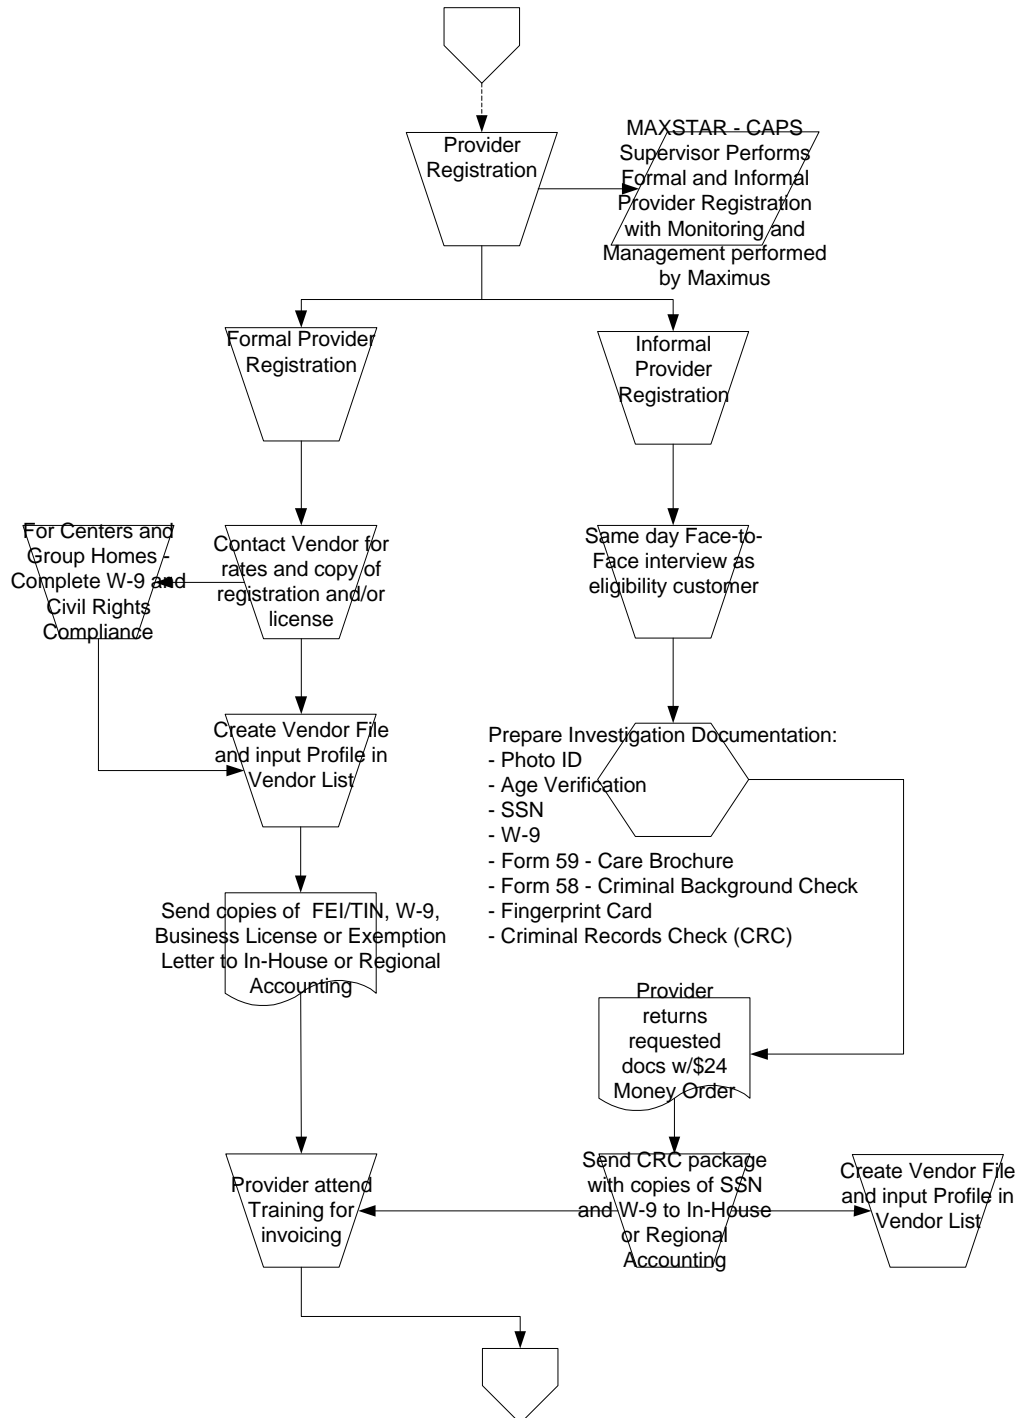 Provider
Registration
MAXSTAR - CAPS
Supervisor Performs
Formal and Informal
Provider Registration
with Monitoring and
Management performed
by Maximus
Formal Provider
Registration
Informal
Provider
Registration
For Centers and
Group Homes -
Complete W-9 and
Civil Rights
Compliance
Contact Vendor for
rates and copy of
registration and/or
license
Same day Face-to-
Face interview as
eligibility customer
Create Vendor File
and input Profile in
Vendor List
Prepare Investigation Documentation:
- Photo ID
- Age Verification
- SSN
- W-9
- Form 59 - Care Brochure
- Form 58 - Criminal Background Check
- Fingerprint Card
- Criminal Records Check (CRC)
Send copies of  FEI/TIN, W-9,
Business License or Exemption
Letter to In-House or Regional
Accounting
Provider
returns
requested
docs w/$24
Money Order
Provider attend
Training for
invoicing
Send CRC package
with copies of SSN
and W-9 to In-House
or Regional
Accounting
Create Vendor File
and input Profile in
Vendor List